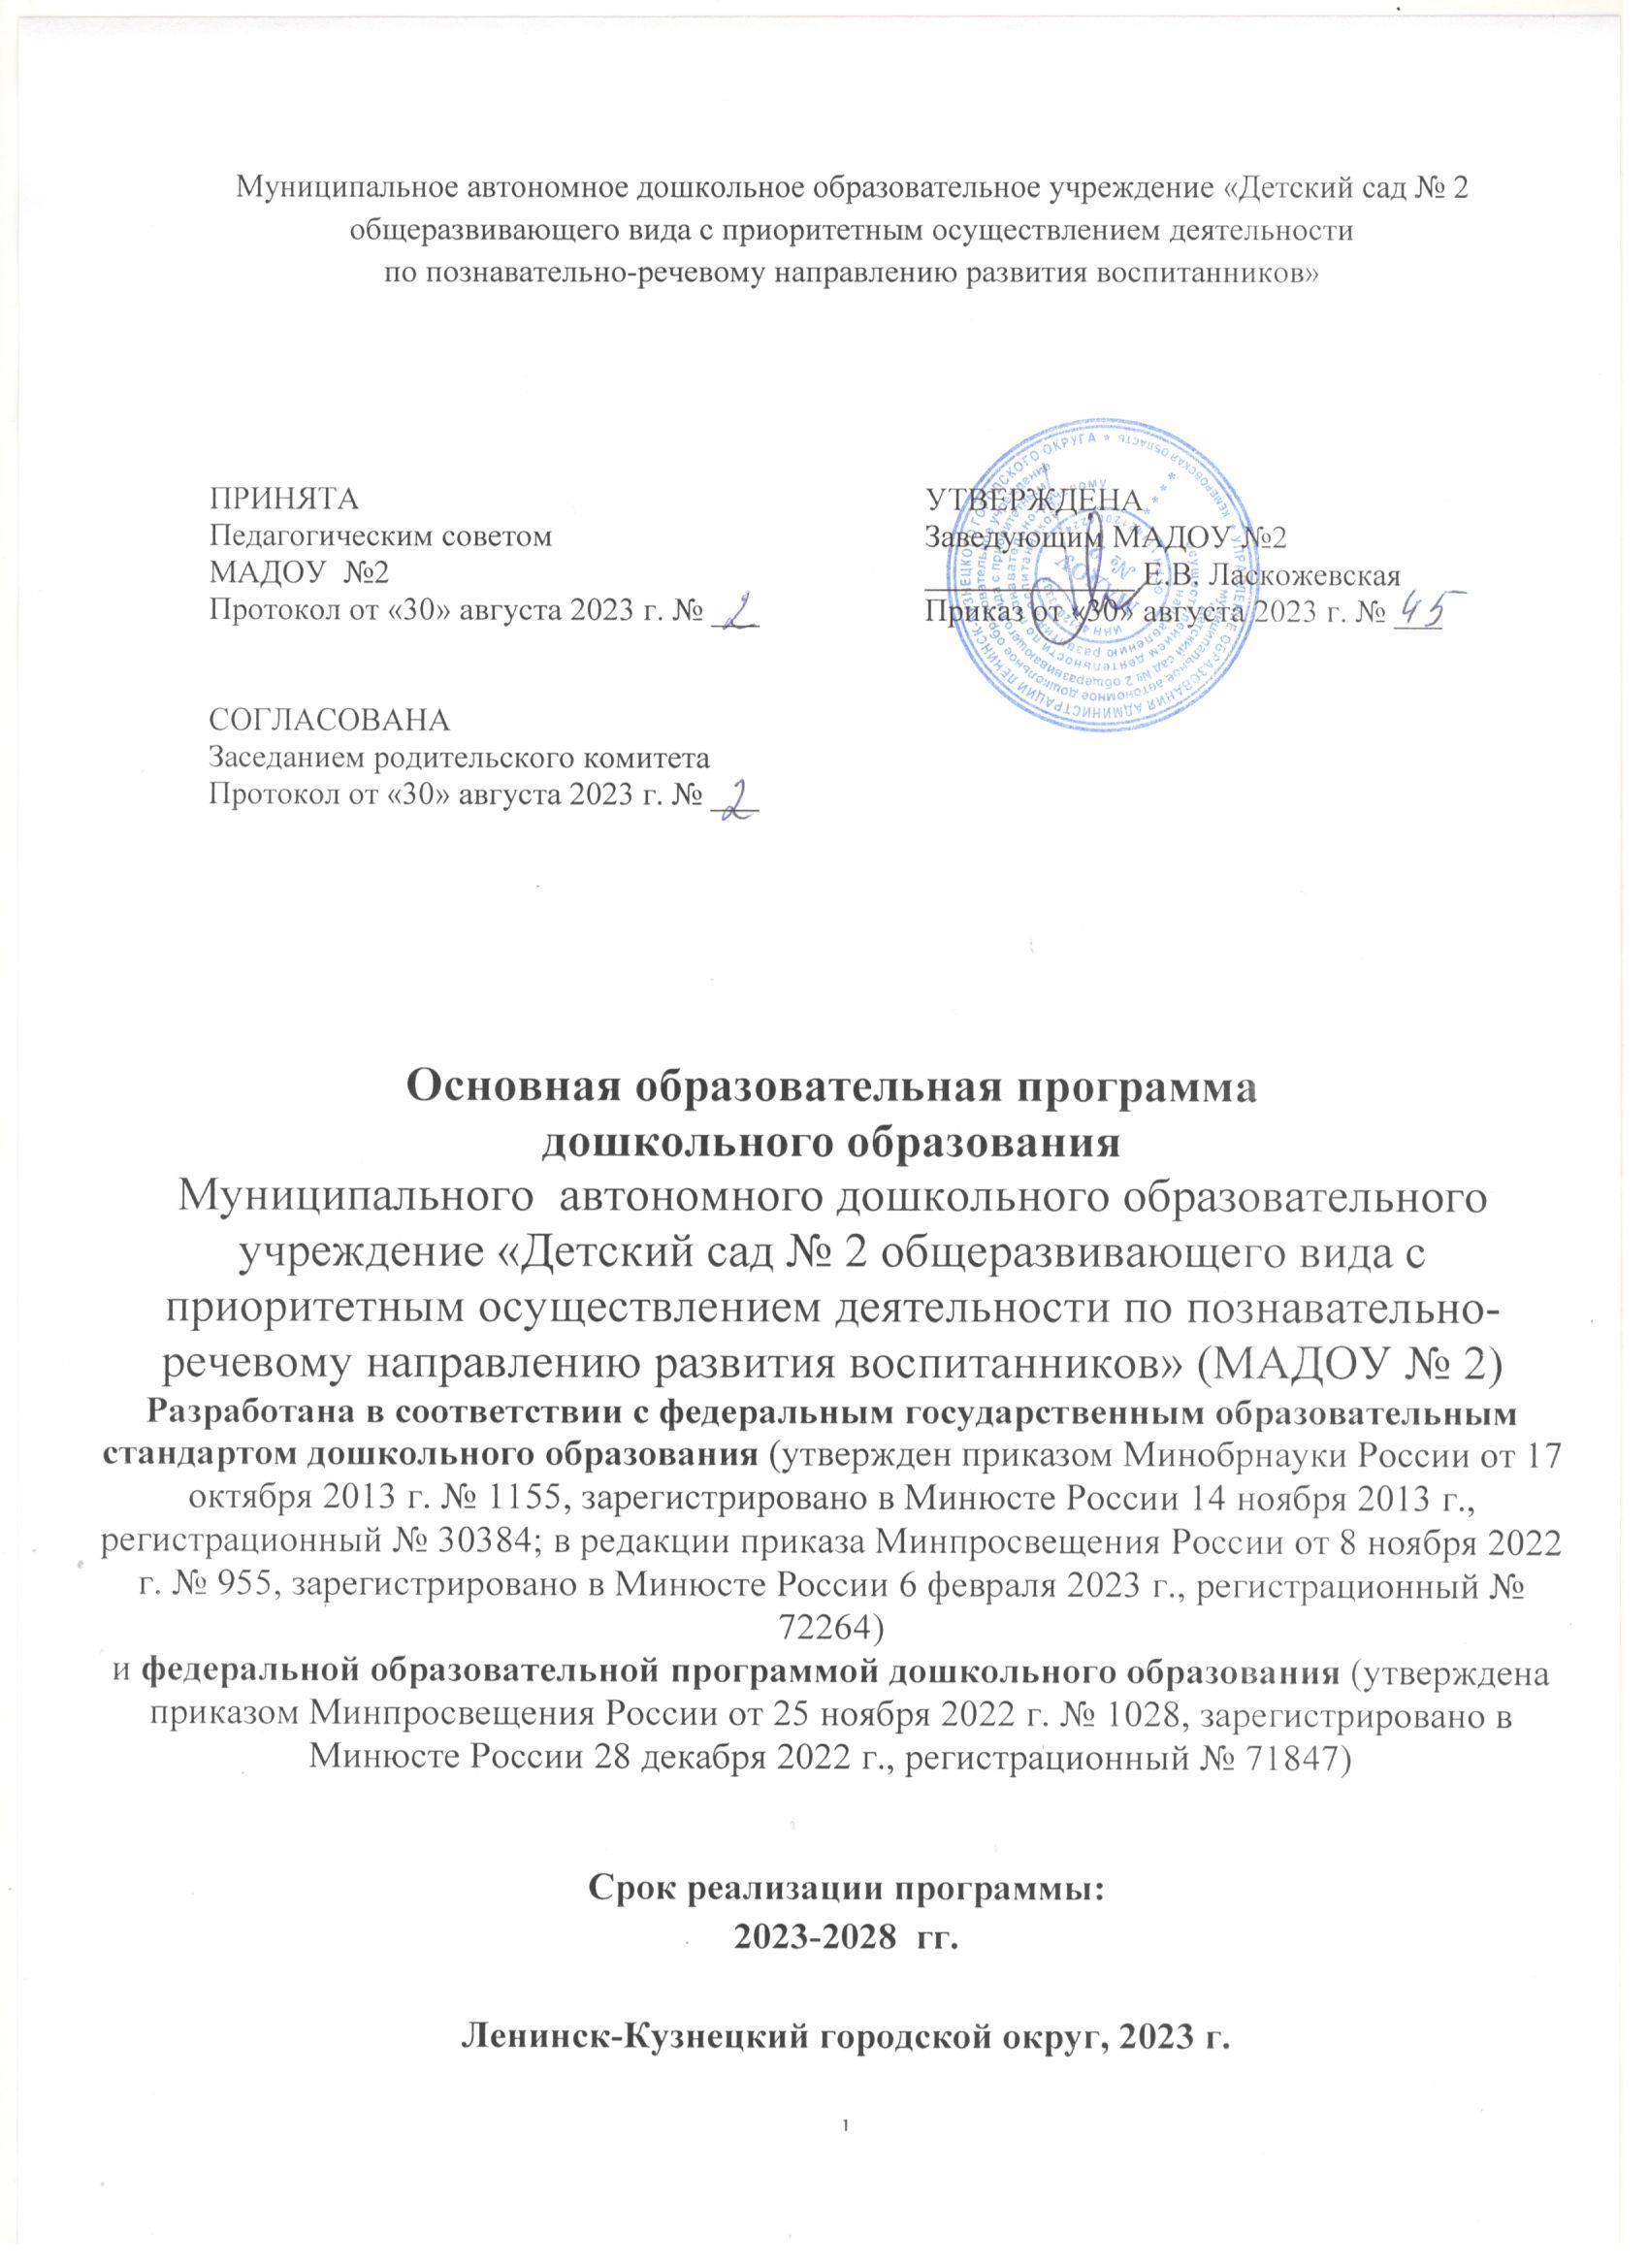 Муниципальное автономное дошкольное образовательное учреждение «Детский сад № 2
общеразвивающего вида с приоритетным осуществлением деятельности
по познавательно-речевому направлению развития воспитанников»
ПРИНЯТА
Педагогическим советом
МАДОУ №2
Протокол от «30» августа 2023 г. № 2
УТВЕРЖДЕНА
Заведующим МАДОУ №2
Е.В. Ласкожевская
Приказ от «30» августа 2023 г. № 45
СОГЛАСОВАНА
Заседанием родительского комитета
Протокол от «30» августа 2023 г. № 2
Основная образовательная программа
дошкольного образования
Муниципального автономного дошкольного образовательного
учреждение «Детский сад № 2 общеразвивающего вида с
приоритетным осуществлением деятельности по познавательно-
речевому направлению развития воспитанников» (МАДОУ № 2)
Разработана в соответствии с федеральным государственным образовательным
стандартом дошкольного образования (утвержден приказом Минобрнауки России от 17
октября 2013 г. № 1155, зарегистрировано в Минюсте России 14 ноября 2013 г.,
регистрационный № 30384; в редакции приказа Минпросвещения России от 8 ноября 2022
г. № 955, зарегистрировано в Минюсте России 6 февраля 2023 г., регистрационный №
72264)
и федеральной образовательной программой дошкольного образования (утверждена
приказом Минпросвещения России от 25 ноября 2022 г. № 1028, зарегистрировано в
Минюсте России 28 декабря 2022 г., регистрационный № 71847)
Срок реализации программы:
2023-2028 гг.
Ленинск-Кузнецкий городской округ, 2023 г.
1